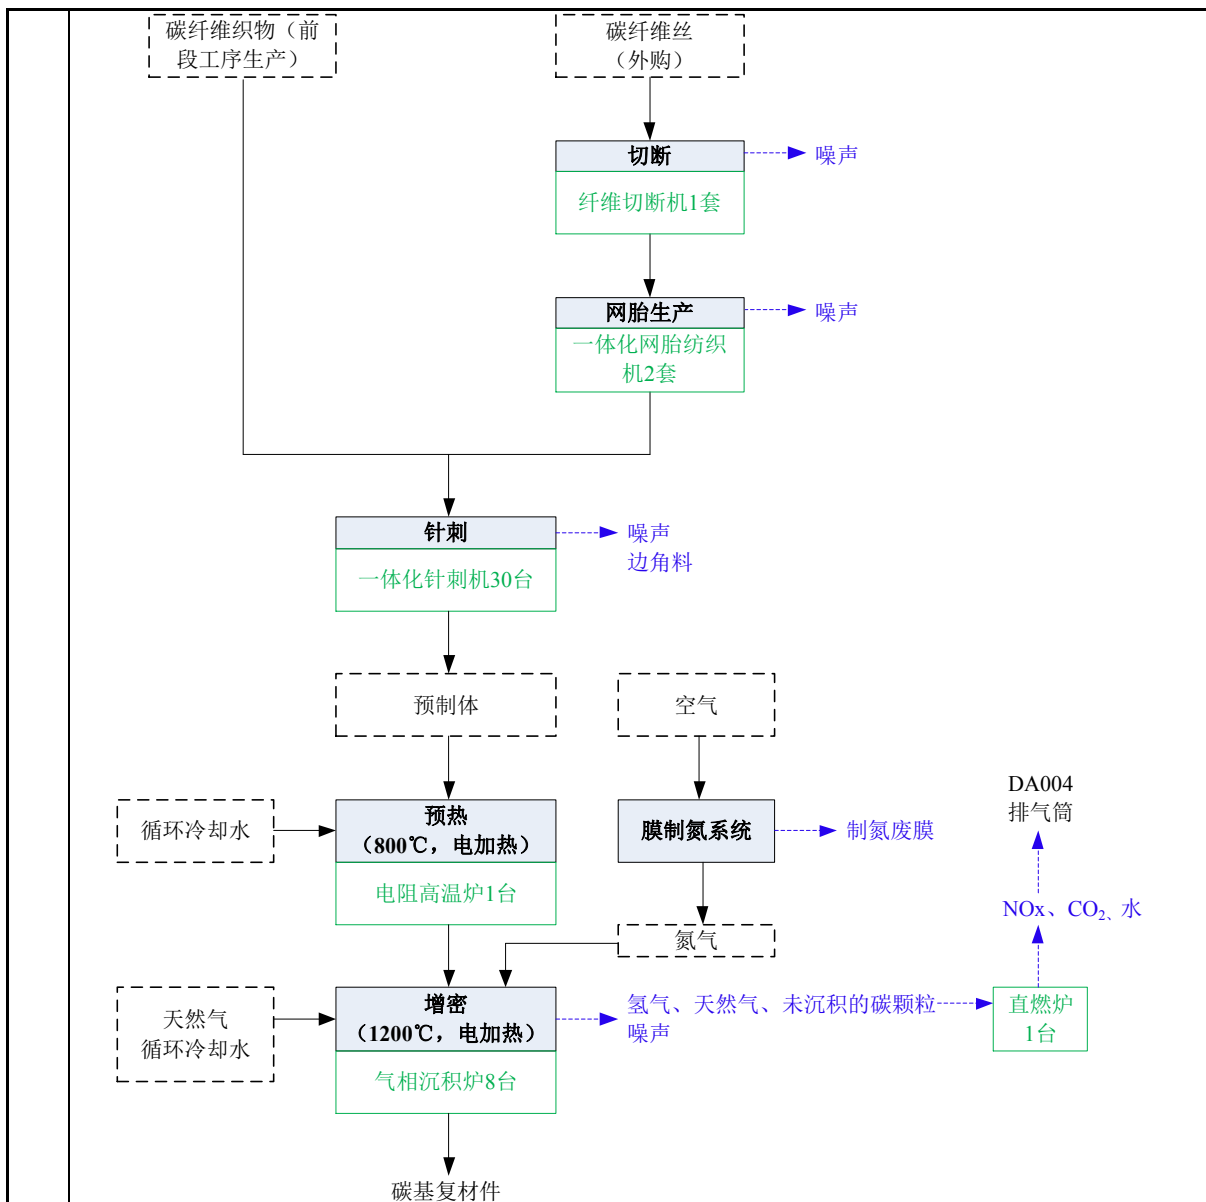 碳纤维织物（前
段工序生产）
碳纤维丝
（外购）
切断
噪声
纤维切断机1套
网胎生产
噪声
一体化网胎纺织
机2套
针刺
噪声
边角料
一体化针刺机30台
预制体
空气
DA004
排气筒
循环冷却水
预热
（800℃，电加热）
膜制氮系统
制氮废膜
电阻高温炉1台
NOx、CO₂、水
氮气
天然气
循环冷却水
增密
（1200℃，电加热）
氢气、天然气、未沉积的碳颗粒
噪声
直燃炉
1台
气相沉积炉8台
碳基复材件